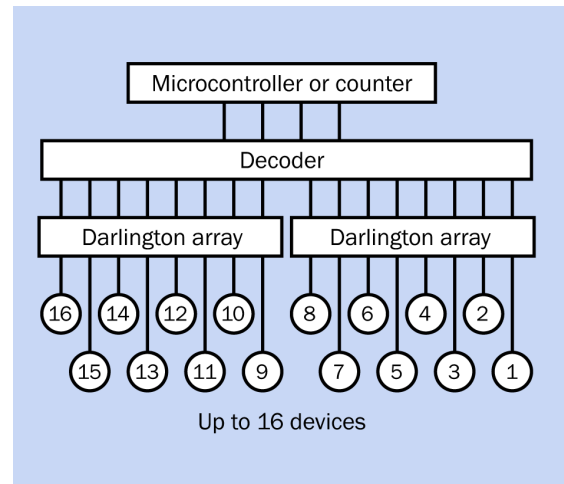 Microcontroller or counter
Decoder
Darlington array Darlington array
16 14 12 10 8 6 4 2
15 13 11 9 7 5 3 1
Up to 16 devices